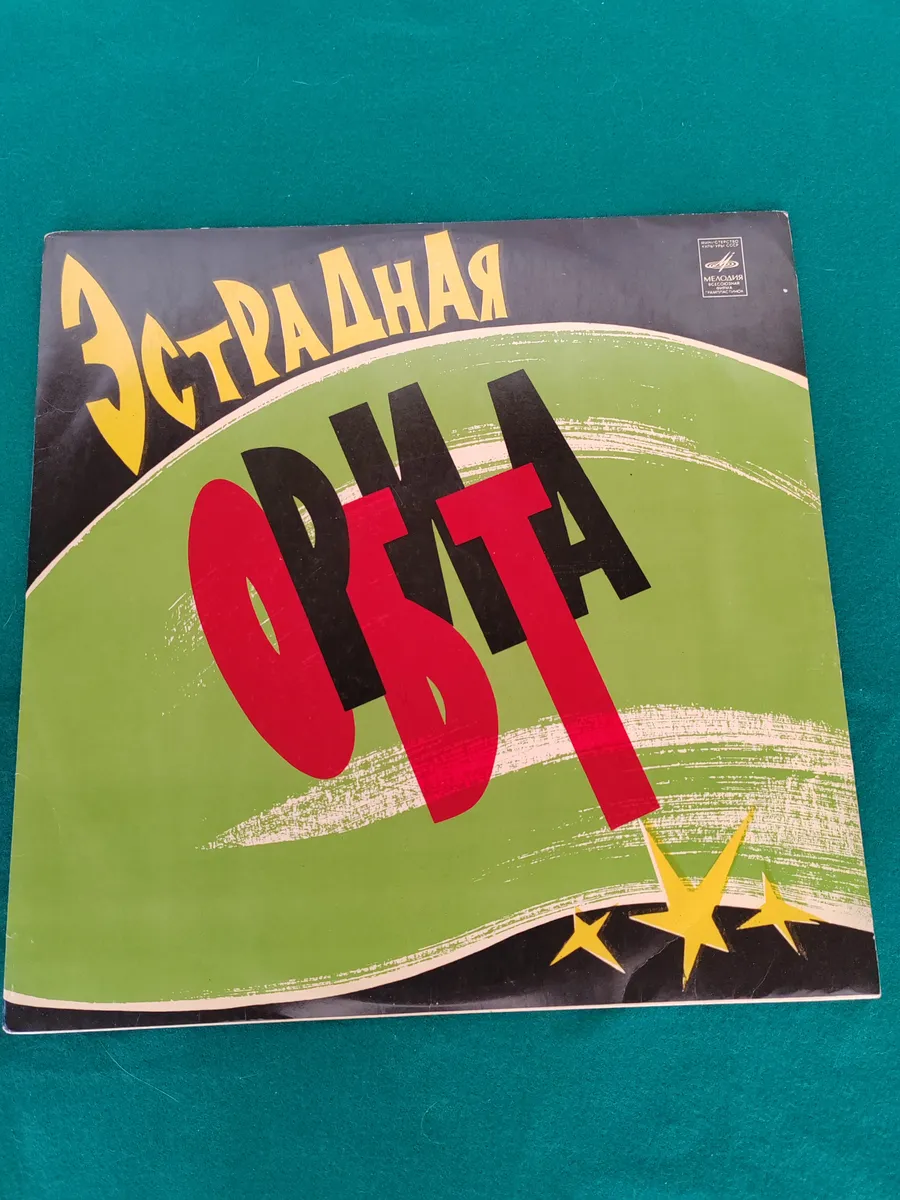 ЭСТРАДНАЯ
ОРБИТА
МИНИСТЕРСТВО
КУЛЬТУРЫ СССР
МЕЛОДИЯ
ВСЕСОЮЗНАЯ
ФИРМА
ГРАМПЛАСТИНОК